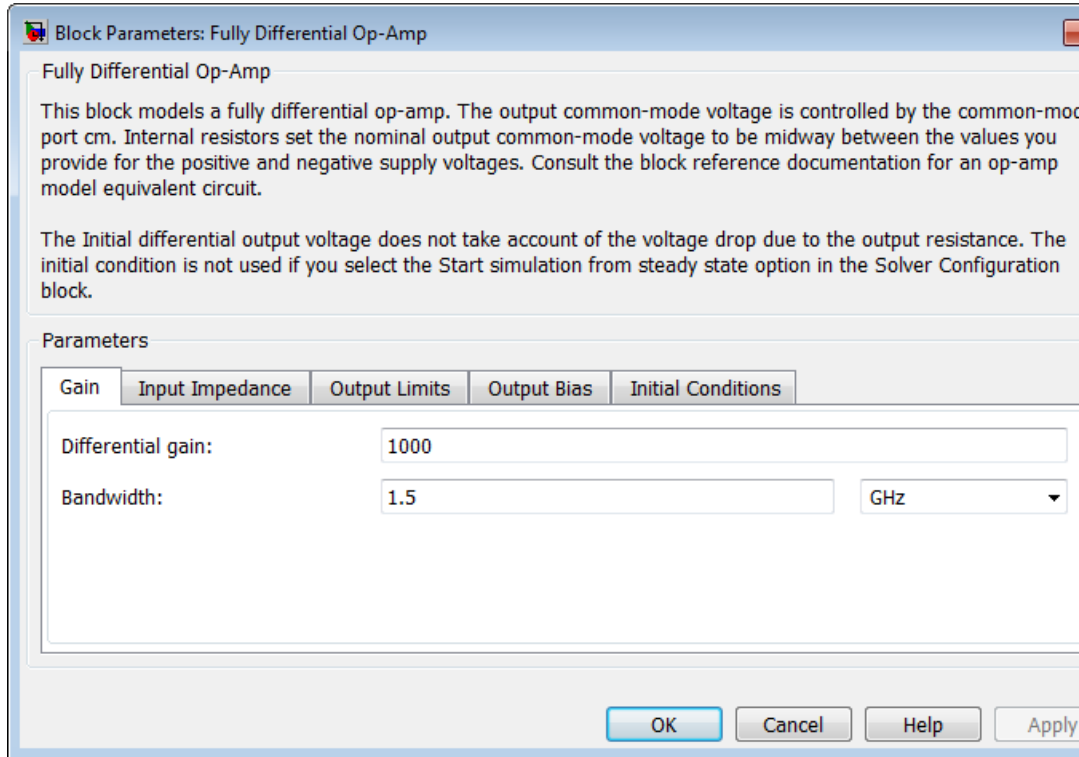 Block Parameters: Fully Differential Op-Amp
Fully Differential Op-Amp
This block models a fully differential op-amp. The output common-mode voltage is controlled by the common-mod
port cm. Internal resistors set the nominal output common-mode voltage to be midway between the values you
provide for the positive and negative supply voltages. Consult the block reference documentation for an op-amp
model equivalent circuit.
The Initial differential output voltage does not take account of the voltage drop due to the output resistance. The
initial condition is not used if you select the Start simulation from steady state option in the Solver Configuration
block.
Parameters
Gain Input Impedance Output Limits Output Bias Initial Conditions
Differential gain: 1000
Bandwidth: 1.5 GHz
OK Cancel Help Apply